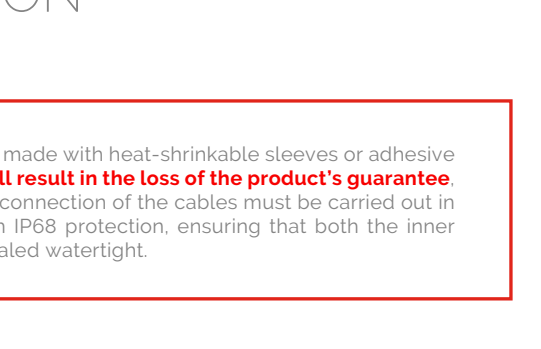 ON
made with heat-shrinkable sleeves or adhesive
ll result in the loss of the product's guarantee,
connection of the cables must be carried out in
IP68 protection, ensuring that both the inner
aled watertight.